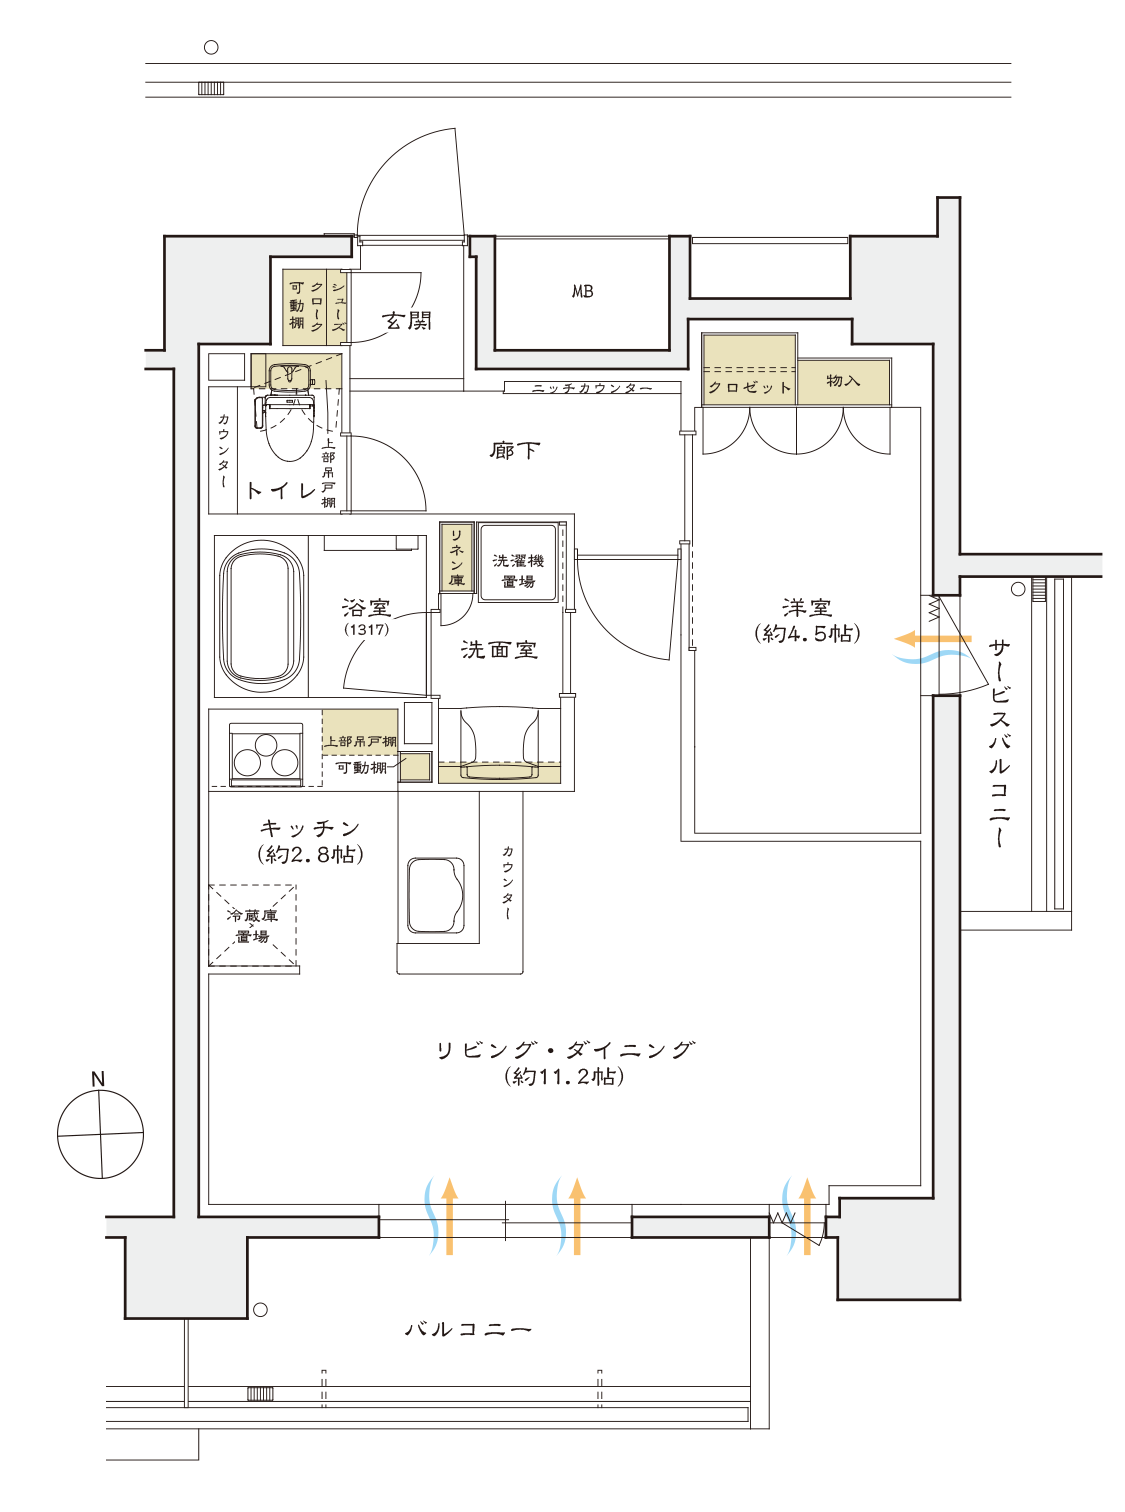 MB
シューズ
クローク
可動棚
玄関
ニッチカウンター
クロゼット
物入
カウンター
上部吊戸棚
トイレ
廊下
リネン庫
洗濯機
置場
浴室
(1317)
洗面室
洋室
(約4.5帖)
サービスバルコニー
上部吊戸棚
可動棚
キッチン
(約2.8帖)
カウンター
冷蔵庫
置場
リビング・ダイニング
(約11.2帖)
N
バルコニー